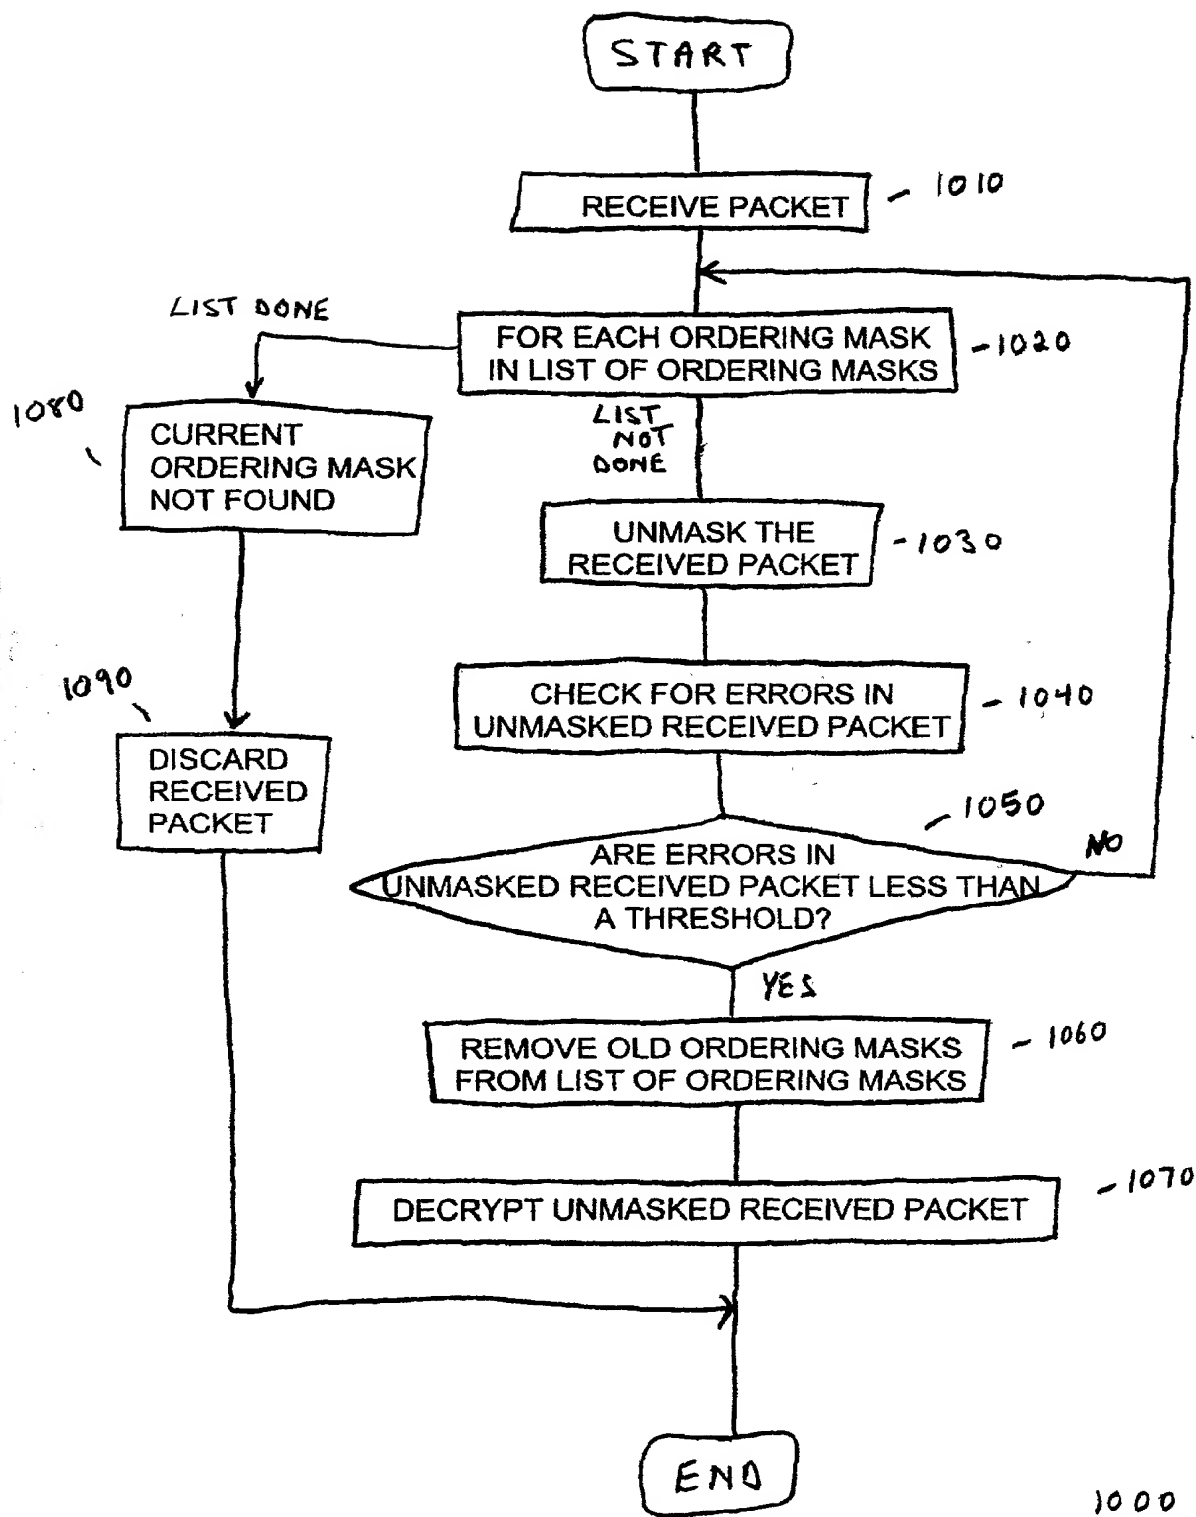 START
RECEIVE PACKET
1010
LIST DONE
FOR EACH ORDERING MASK
IN LIST OF ORDERING MASKS
1020
1080
CURRENT
ORDERING MASK
NOT FOUND
LIST
NOT
DONE
UNMASK THE
RECEIVED PACKET
1030
1090
DISCARD
RECEIVED
PACKET
CHECK FOR ERRORS IN
UNMASKED RECEIVED PACKET
1040
1050
ARE ERRORS IN
UNMASKED RECEIVED PACKET LESS THAN
A THRESHOLD?
NO
YES
REMOVE OLD ORDERING MASKS
FROM LIST OF ORDERING MASKS
1060
DECRYPT UNMASKED RECEIVED PACKET
1070
END
1000